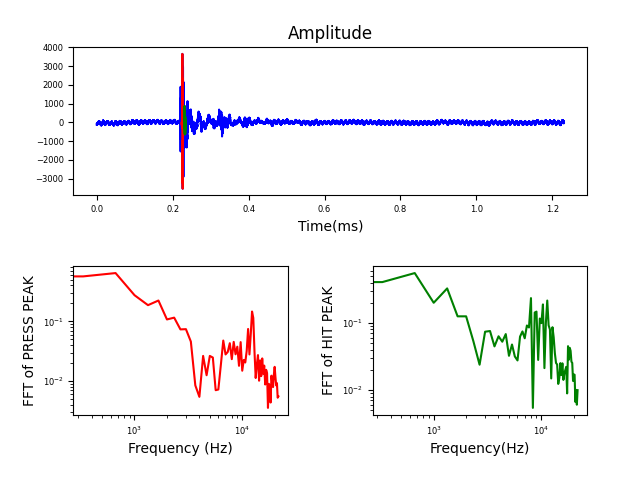 Amplitude
4000
3000
2000
1000
0
−1000
−2000
−3000
0.0 0.2 0.4 0.6 0.8 1.0 1.2
Time(ms)
FFT of PRESS PEAK
10⁻¹
10⁻²
10³ 10⁴
Frequency (Hz)
FFT of HIT PEAK
10⁻¹
10⁻²
10³ 10⁴
Frequency(Hz)